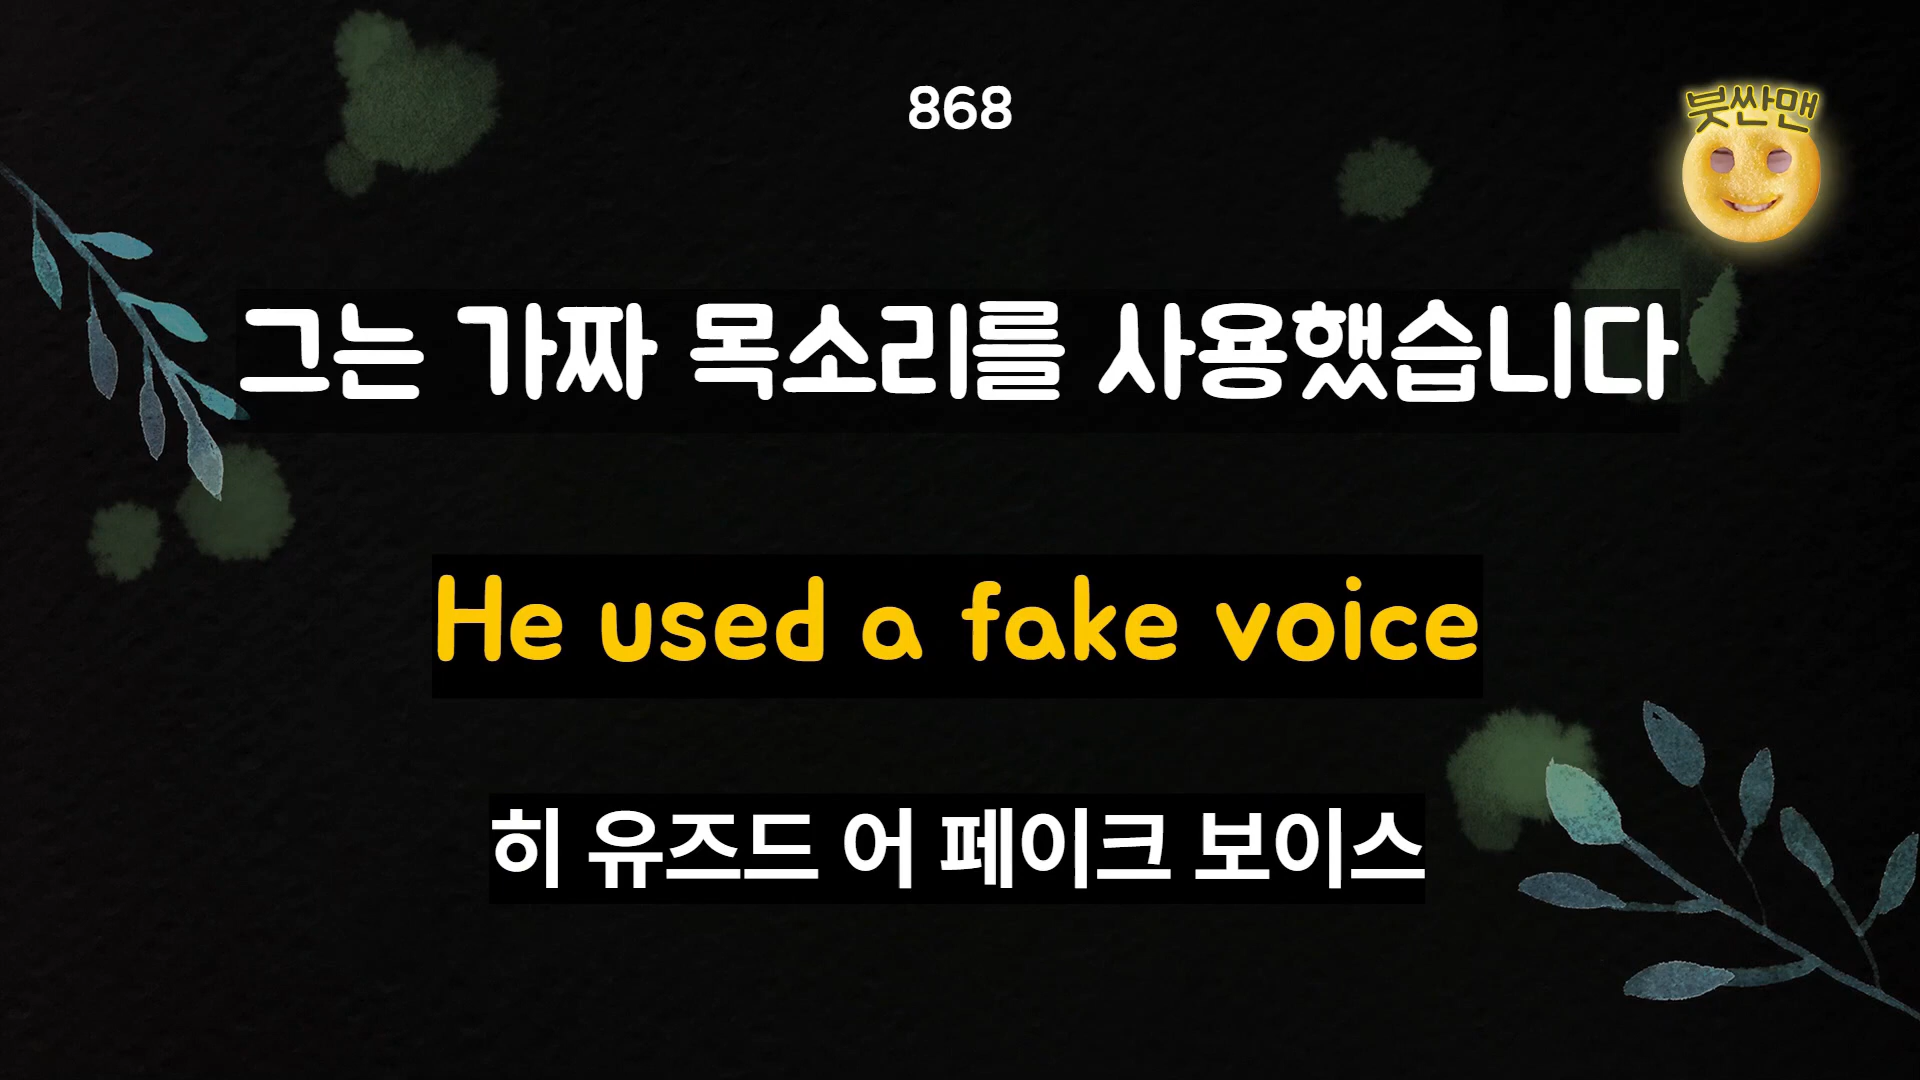 868
붓싼맨
그는 가짜 목소리를 사용했습니다
He used a fake voice
히 유즈드 어 페이크 보이스